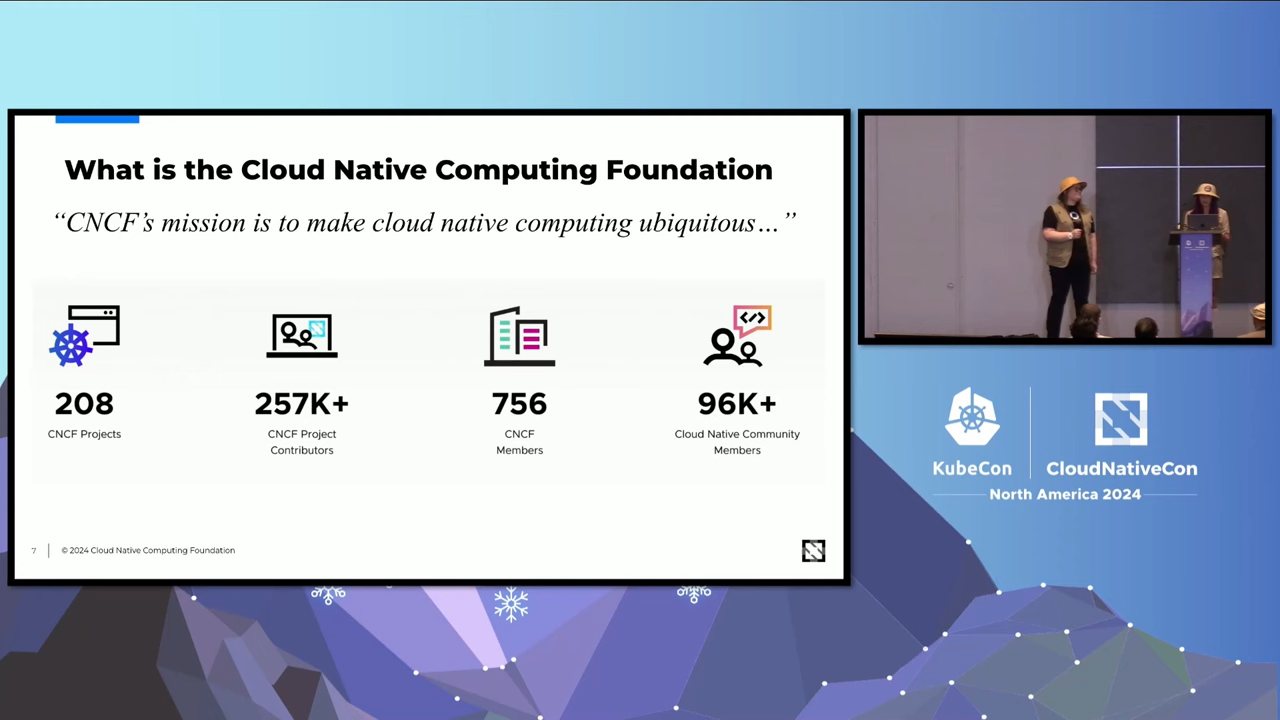 What is the Cloud Native Computing Foundation
“CNCF’s mission is to make cloud native computing ubiquitous…”
208
CNCF Projects
257K+
CNCF Project
Contributors
756
CNCF
Members
96K+
Cloud Native Community
Members
7
© 2024 Cloud Native Computing Foundation
KubeCon
CloudNativeCon
North America 2024